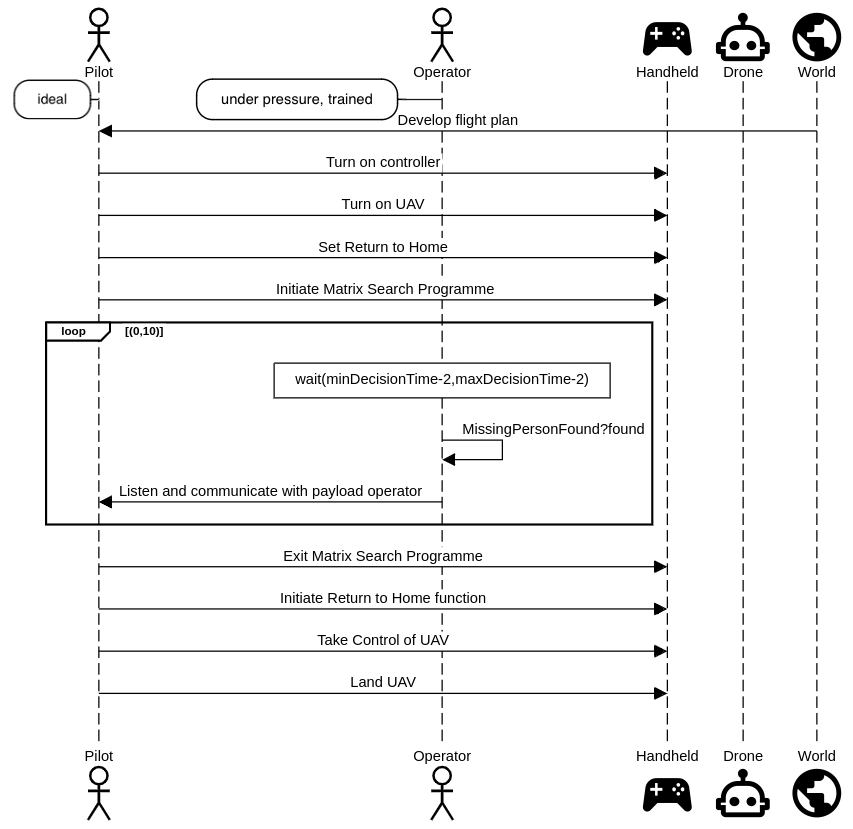 Pilot
Operator
Handheld
Drone
World
ideal
under pressure, trained
Develop flight plan
Turn on controller
Turn on UAV
Set Return to Home
Initiate Matrix Search Programme
loop
[(0,10)]
wait(minDecisionTime-2,maxDecisionTime-2)
MissingPersonFound?found
Listen and communicate with payload operator
Exit Matrix Search Programme
Initiate Return to Home function
Take Control of UAV
Land UAV
Pilot
Operator
Handheld
Drone
World